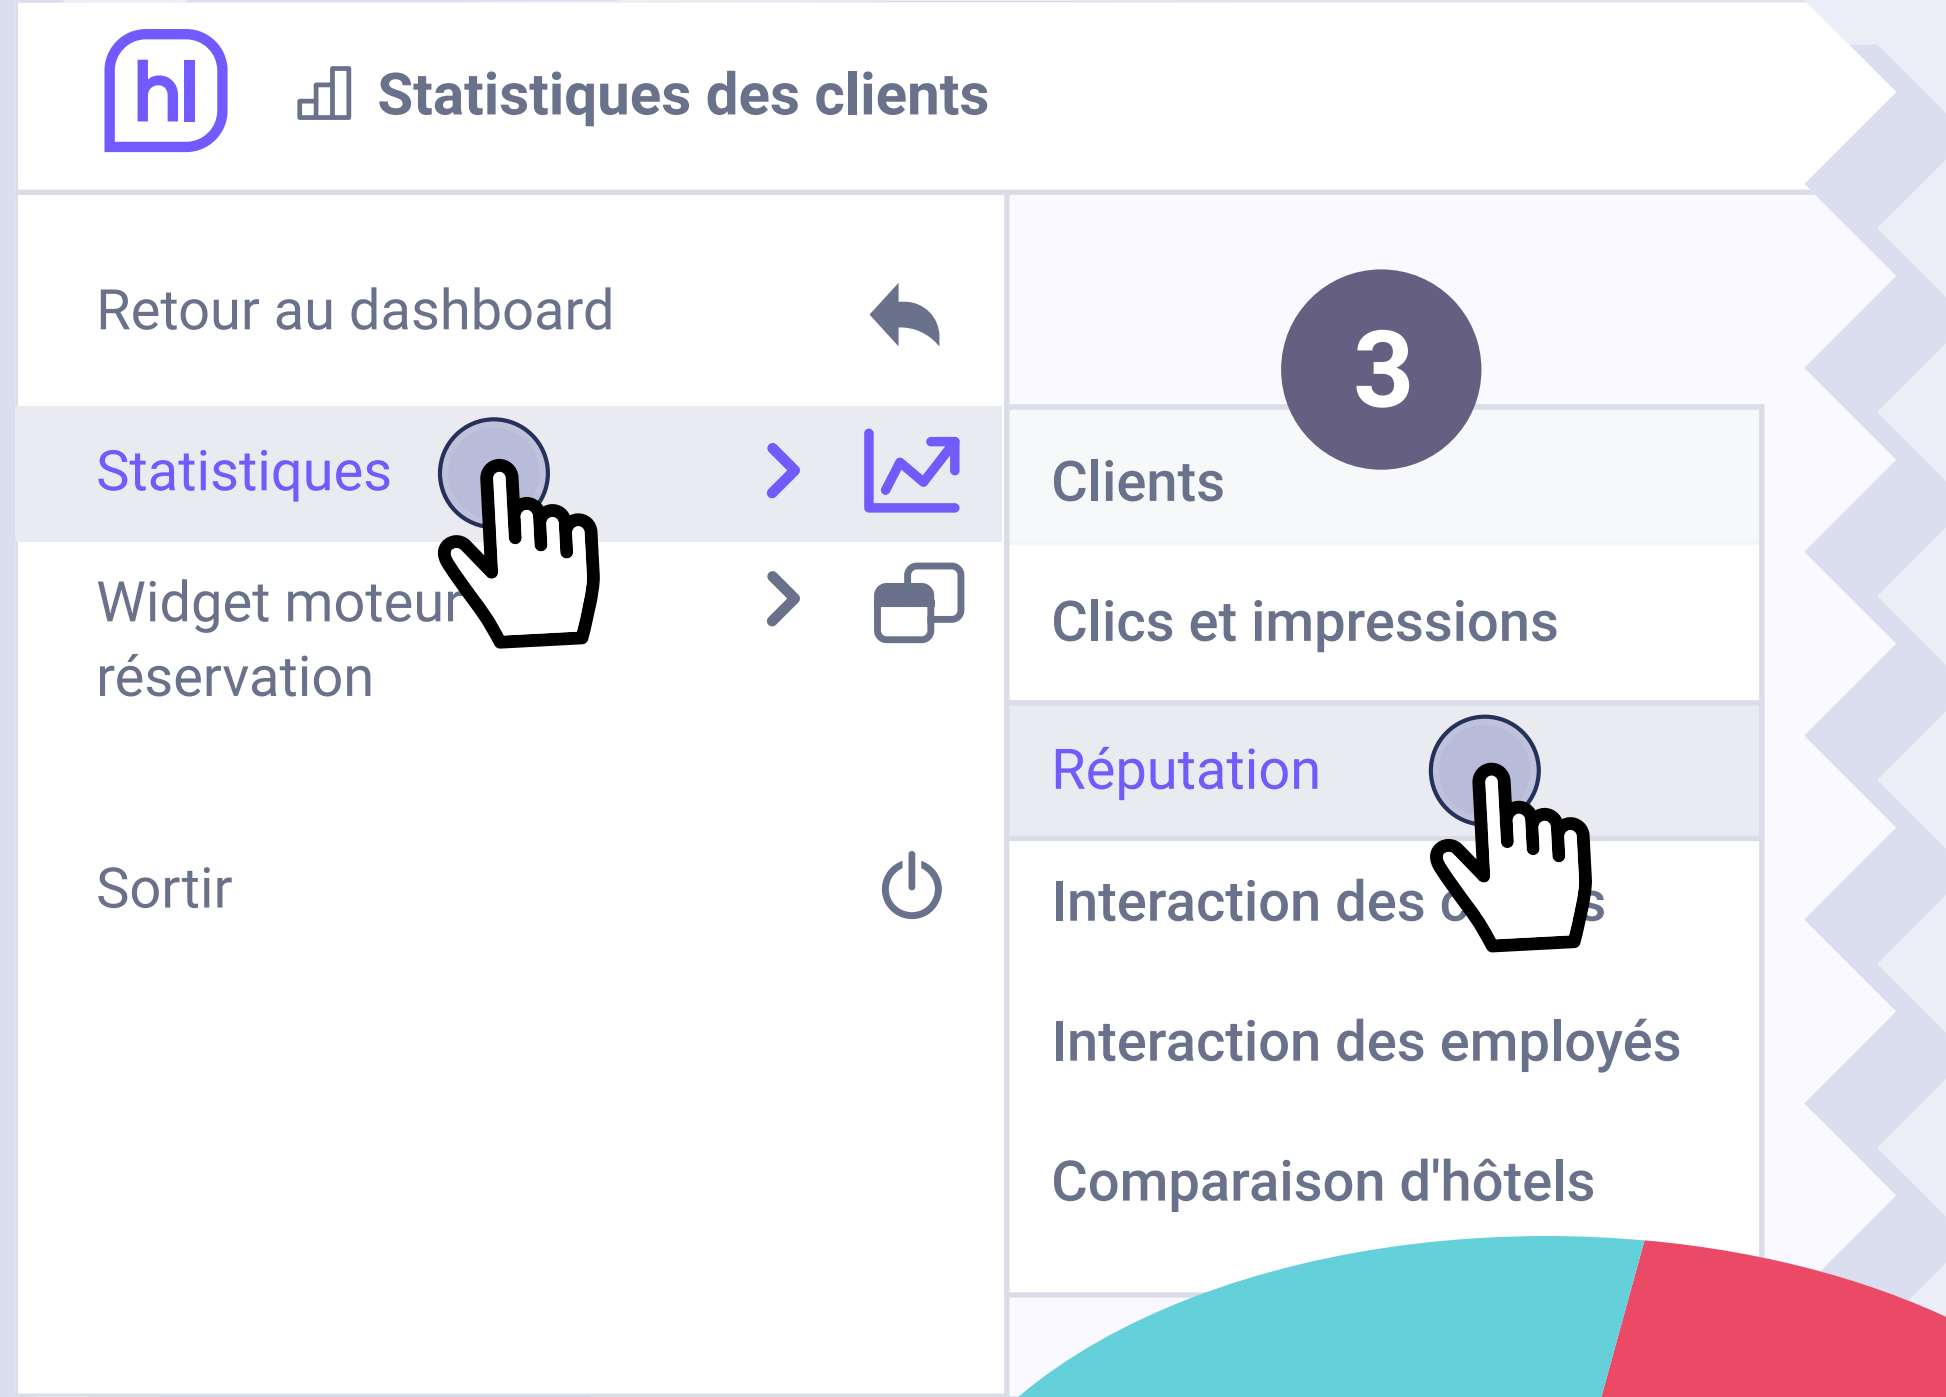 hl
Statistiques des clients
Retour au dashboard
Statistiques
Widget moteur
réservation
Sortir
3
Clients
Clics et impressions
Réputation
Interaction des
Interaction des employés
Comparaison d'hôtels